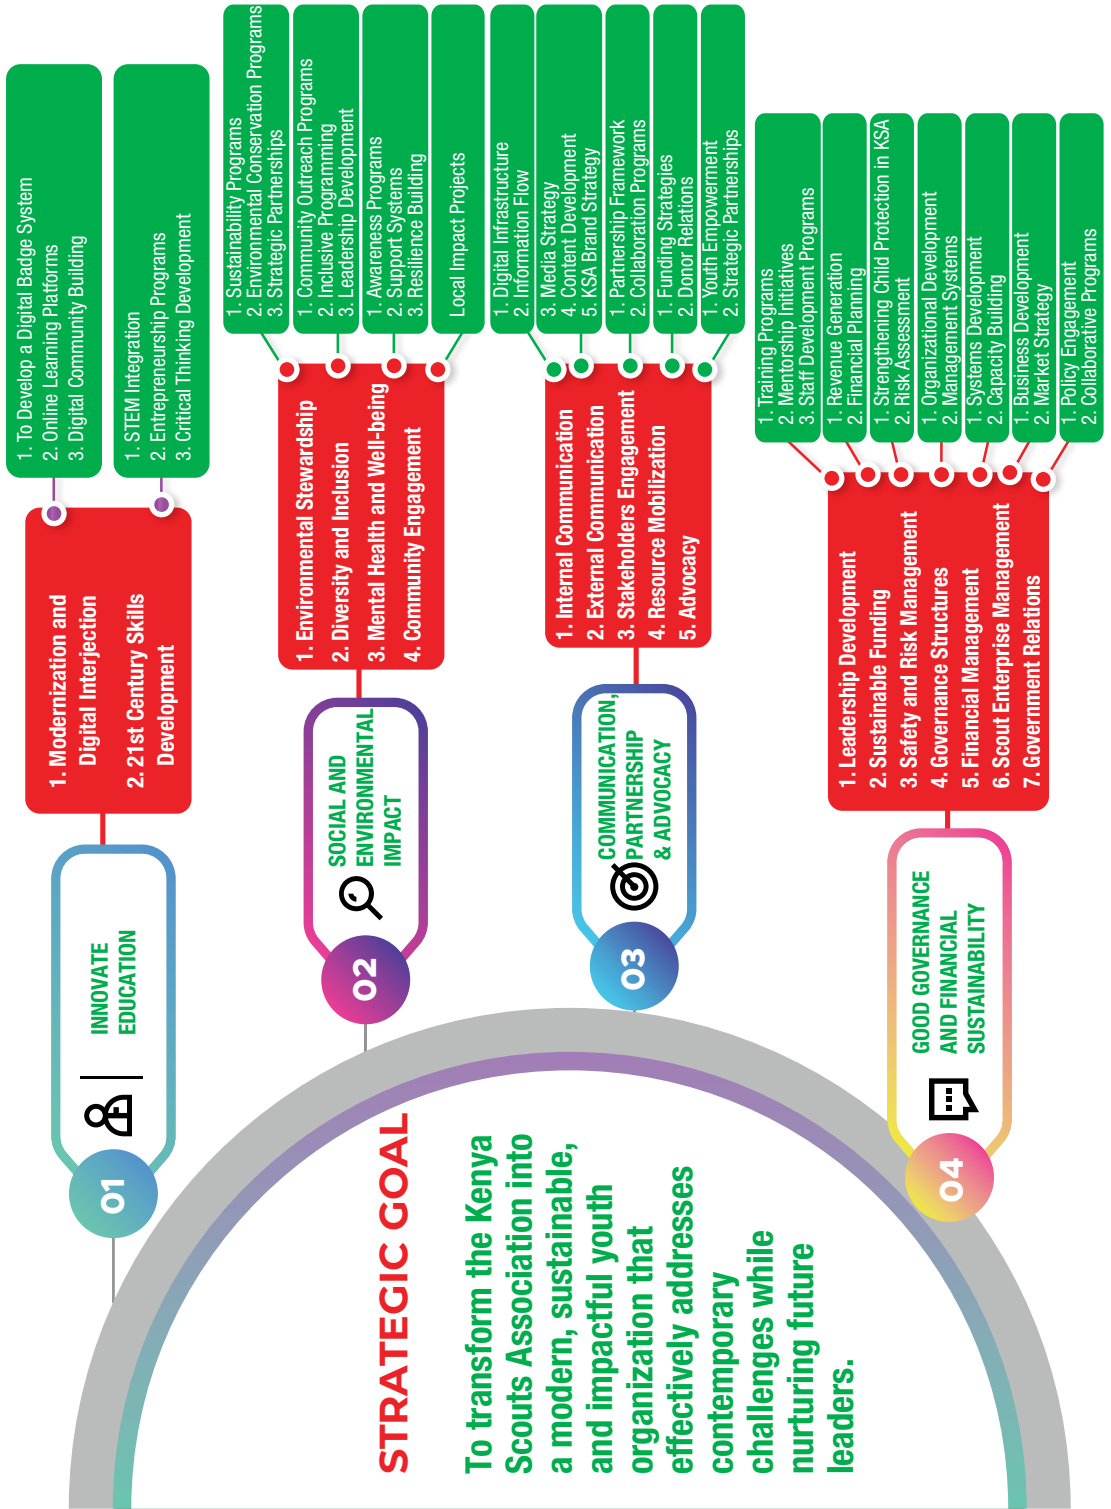 STRATEGIC GOAL
To transform the Kenya
Scouts Association into
a modern, sustainable,
and impactful youth
organization that
effectively addresses
contemporary
challenges while
nurturing future
leaders.
01
INNOVATE
EDUCATION
1. Modernization and
Digital Interjection
2. 21st Century Skills
Development
1. To Develop a Digital Badge System
2. Online Learning Platforms
3. Digital Community Building
1. STEM Integration
2. Entrepreneurship Programs
3. Critical Thinking Development
02
SOCIAL AND
ENVIRONMENTAL
IMPACT
1. Environmental Stewardship
2. Diversity and Inclusion
3. Mental Health and Well-being
4. Community Engagement
1. Sustainability Programs
2. Environmental Conservation Programs
3. Strategic Partnerships
1. Community Outreach Programs
2. Inclusive Programming
3. Leadership Development
1. Awareness Programs
2. Support Systems
3. Resilience Building
Local Impact Projects
03
COMMUNICATION,
PARTNERSHIP
& ADVOCACY
1. Internal Communication
2. External Communication
3. Stakeholders Engagement
4. Resource Mobilization
5. Advocacy
1. Digital Infrastructure
2. Information Flow
3. Media Strategy
4. Content Development
5. KSA Brand Strategy
1. Partnership Framework
2. Collaboration Programs
1. Funding Strategies
2. Donor Relations
1. Youth Empowerment
2. Strategic Partnerships
04
GOOD GOVERNANCE
AND FINANCIAL
SUSTAINABILITY
1. Leadership Development
2. Sustainable Funding
3. Safety and Risk Management
4. Governance Structures
5. Financial Management
6. Scout Enterprise Management
7. Government Relations
1. Training Programs
2. Mentorship Initiatives
3. Staff Development Programs
1. Revenue Generation
2. Financial Planning
1. Strengthening Child Protection in KSA
2. Risk Assessment
1. Organizational Development
2. Management Systems
1. Systems Development
2. Capacity Building
1. Business Development
2. Market Strategy
1. Policy Engagement
2. Collaborative Programs